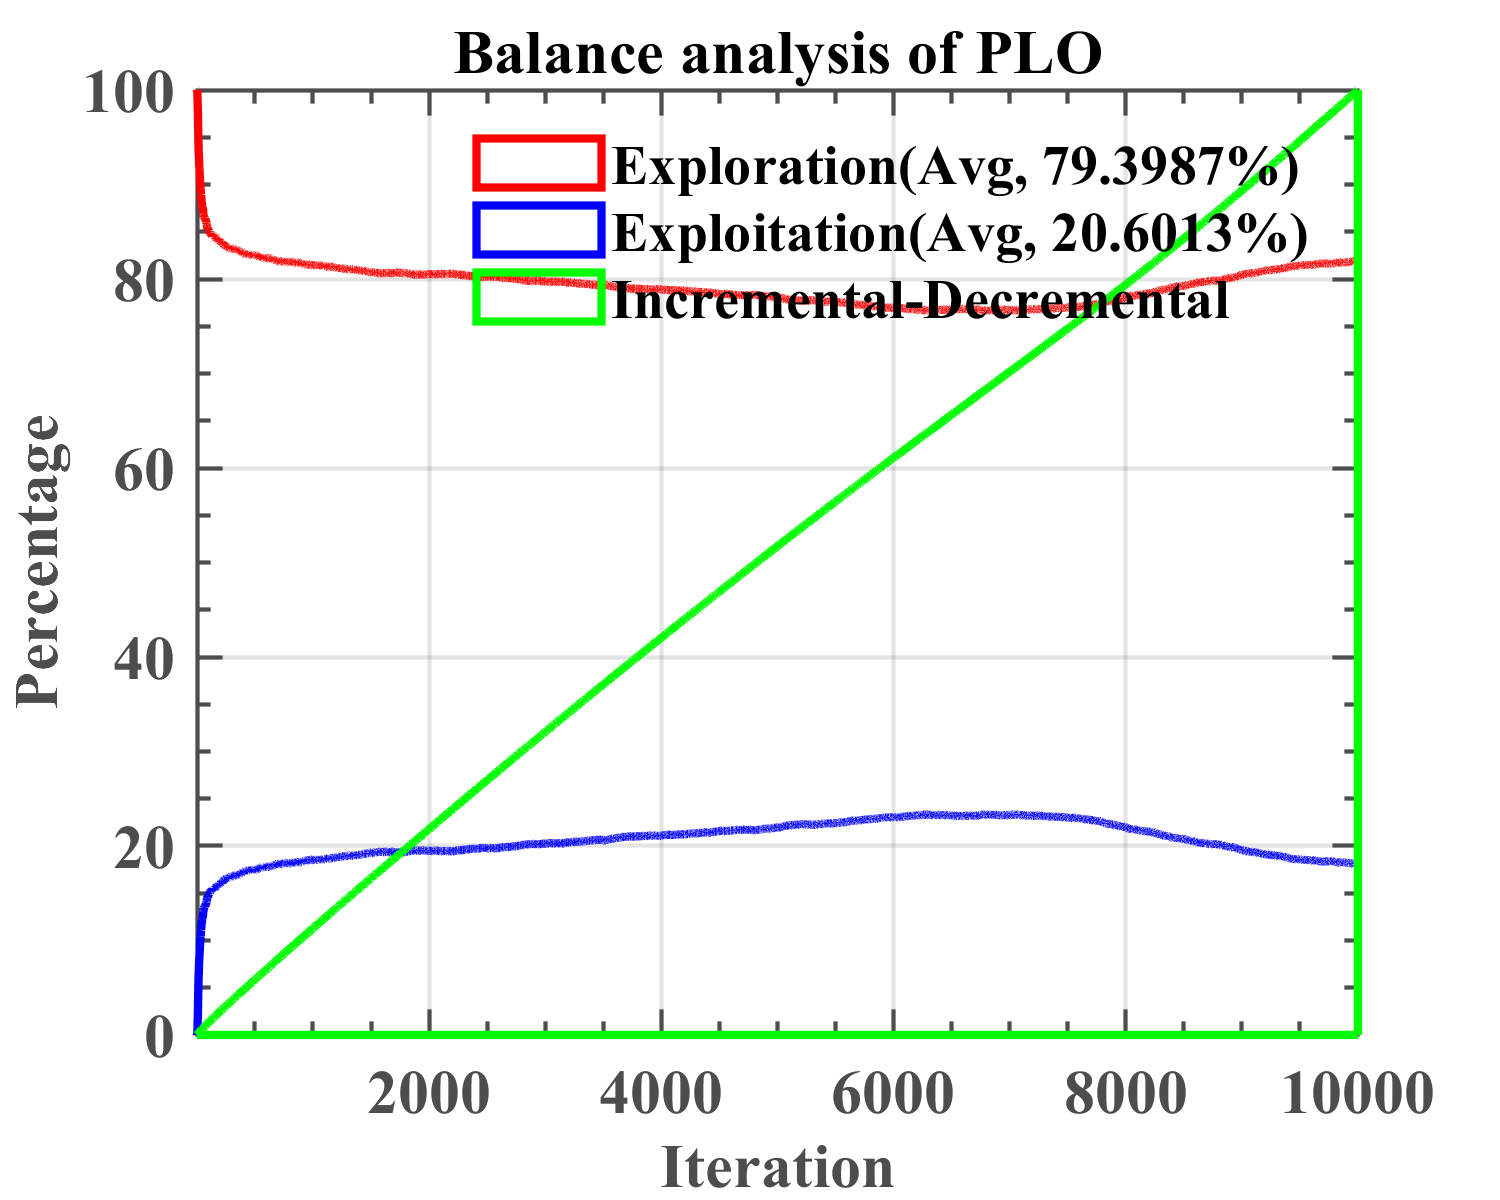 Balance analysis of PLO
Exploration(Avg, 79.3987%)
Exploitation(Avg, 20.6013%)
Incremental-Decremental
Percentage
100
80
60
40
20
0
2000 4000 6000 8000 10000
Iteration